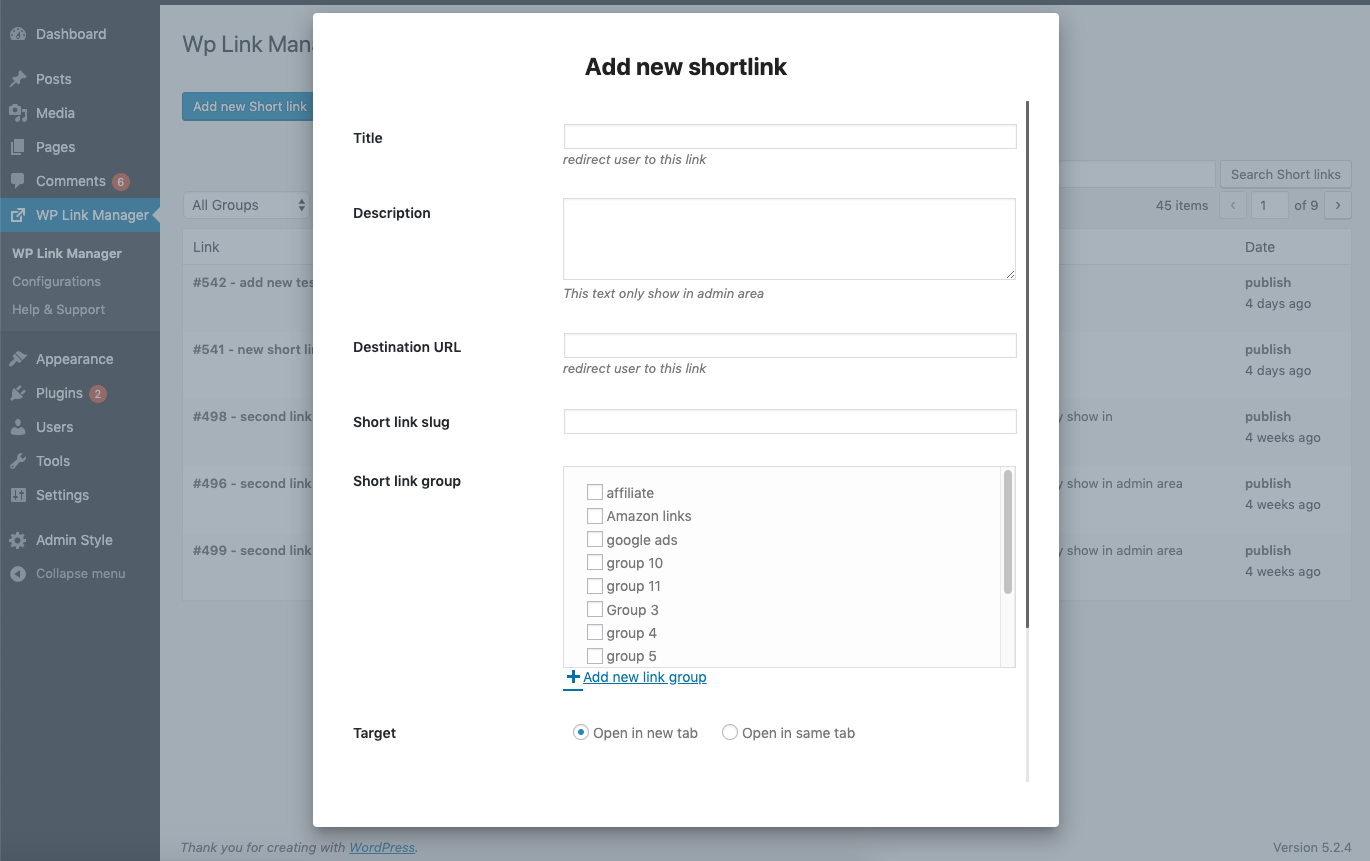 Dashboard
Posts
Media
Pages
Comments 6
WP Link Manager
WP Link Manager
Configurations
Help & Support
Appearance
Plugins 2
Users
Tools
Settings
Admin Style
Collapse menu
Wp Link Man
Add new Short link
Search Short links
All Groups
45 items ‹ 1 of 9 ›
Link
Date
#542 - add new tes
publish
4 days ago
#541 - new short li
publish
4 days ago
#498 - second link
y show in
publish
4 weeks ago
#496 - second link
y show in admin area
publish
4 weeks ago
#499 - second link
y show in admin area
publish
4 weeks ago
Add new shortlink
Title
redirect user to this link
Description
This text only show in admin area
Destination URL
redirect user to this link
Short link slug
Short link group
affiliate
Amazon links
google ads
group 10
group 11
Group 3
group 4
group 5
+ Add new link group
Target
Open in new tab
Open in same tab
Thank you for creating with WordPress.
Version 5.2.4